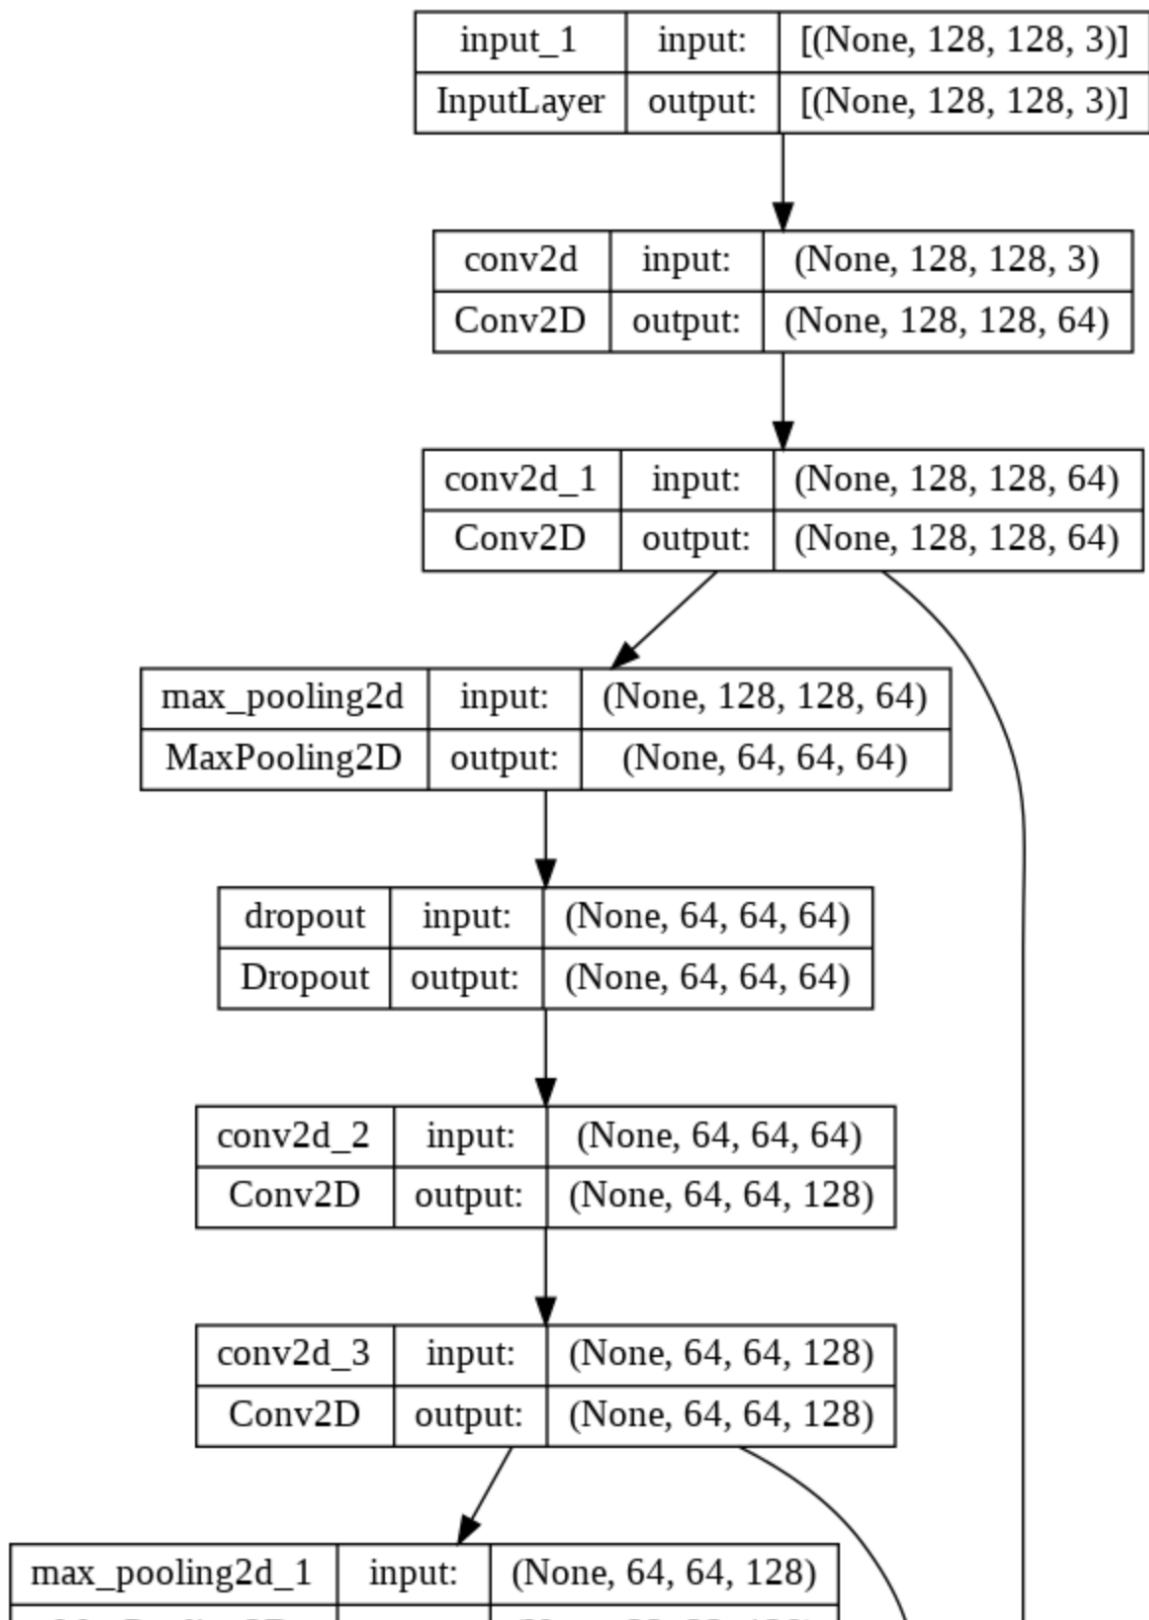 input_1 input: [(None, 128, 128, 3)]
InputLayer output: [(None, 128, 128, 3)]
conv2d input: (None, 128, 128, 3)
Conv2D output: (None, 128, 128, 64)
conv2d_1 input: (None, 128, 128, 64)
Conv2D output: (None, 128, 128, 64)
max_pooling2d input: (None, 128, 128, 64)
MaxPooling2D output: (None, 64, 64, 64)
dropout input: (None, 64, 64, 64)
Dropout output: (None, 64, 64, 64)
conv2d_2 input: (None, 64, 64, 64)
Conv2D output: (None, 64, 64, 128)
conv2d_3 input: (None, 64, 64, 128)
Conv2D output: (None, 64, 64, 128)
max_pooling2d_1 input: (None, 64, 64, 128)